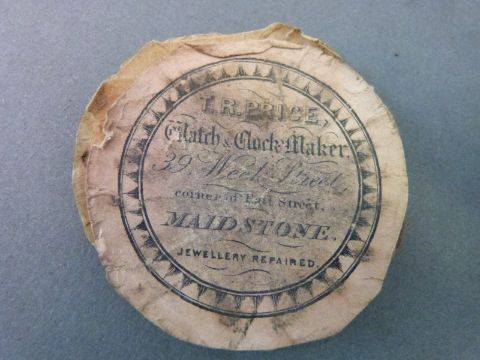 T.R. PRICE,
Watch & Clock Maker,
39, Week Street,
corner of Earl Street,
MAIDSTONE.
JEWELLERY REPAIRED.